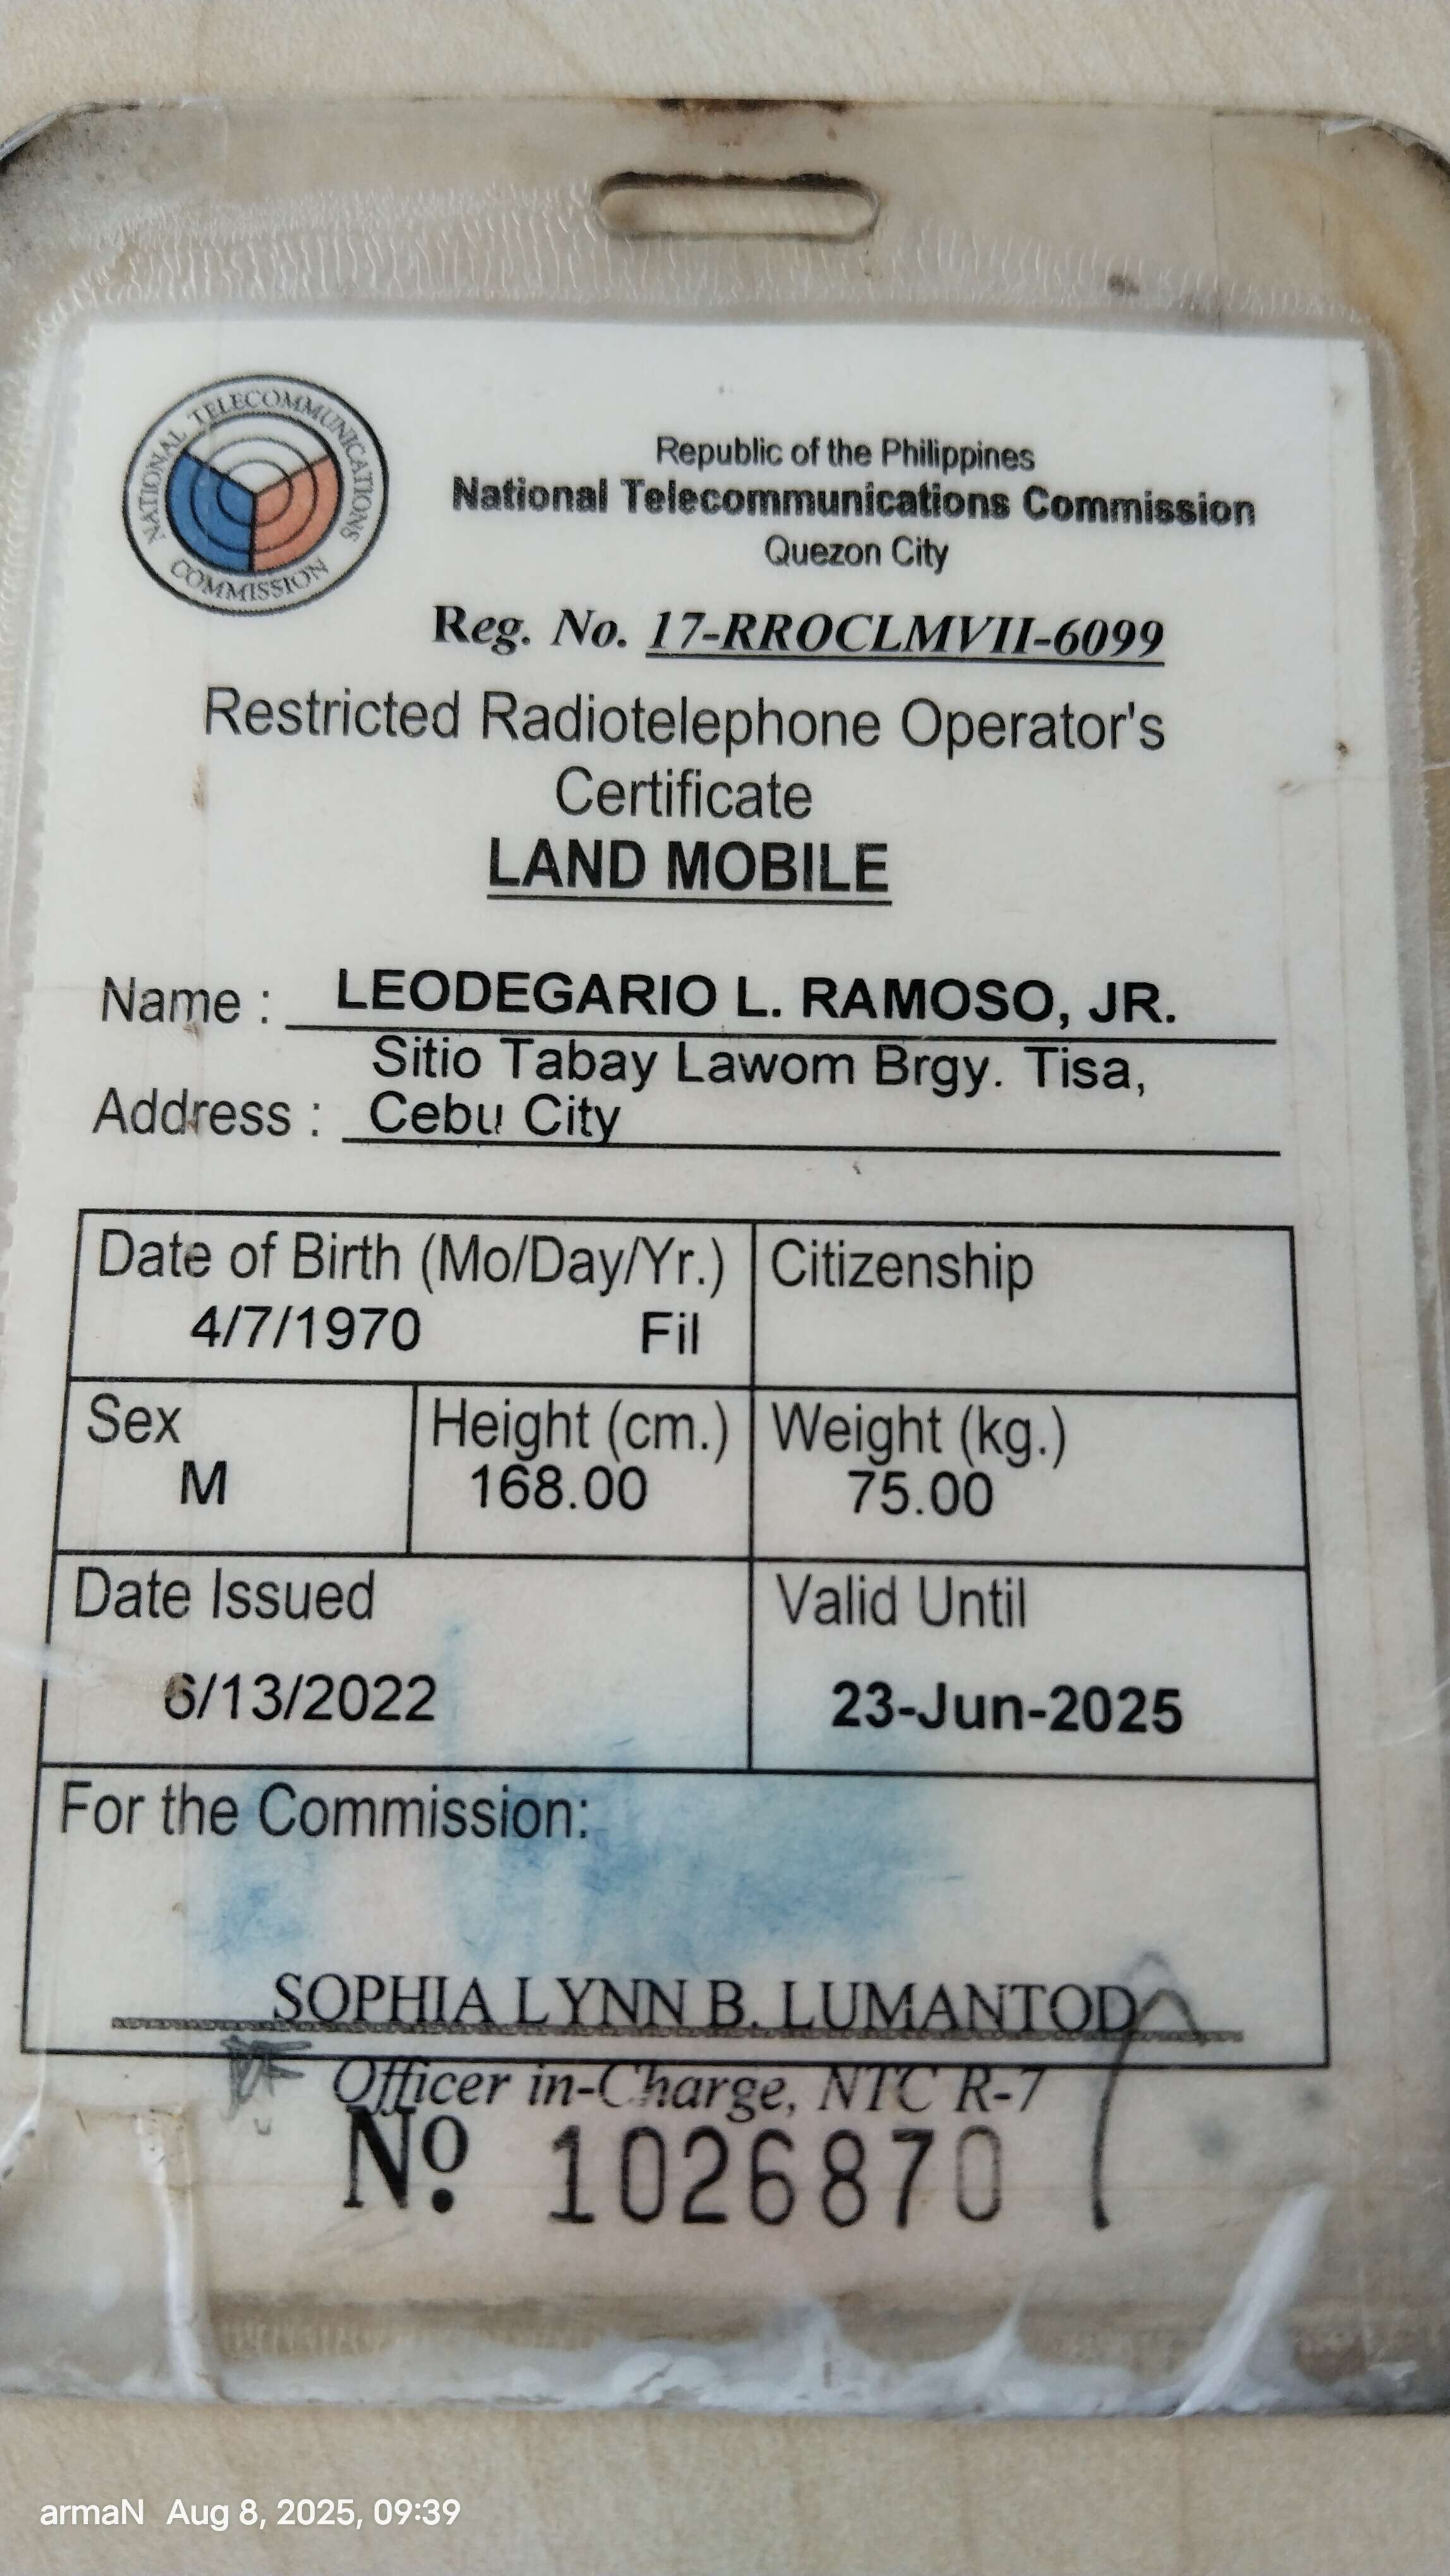 NATIONAL TELECOMMUNICATIONS COMMISSION
Republic of the Philippines
National Telecommunications Commission
Quezon City
Reg. No. 17-RROCLMVII-6099
Restricted Radiotelephone Operator's
Certificate
LAND MOBILE
Name : LEODEGARIO L. RAMOSO, JR.
Sitio Tabay Lawom Brgy. Tisa,
Address : Cebu City
Date of Birth (Mo/Day/Yr.) Citizenship
4/7/1970 Fil
Sex Height (cm.) Weight (kg.)
M 168.00 75.00
Date Issued Valid Until
6/13/2022 23-Jun-2025
For the Commission:
SOPHIA LYNN B. LUMANTOD
Officer in-Charge, NTC R-7
Nº 1026870
armaN Aug 8, 2025, 09:39